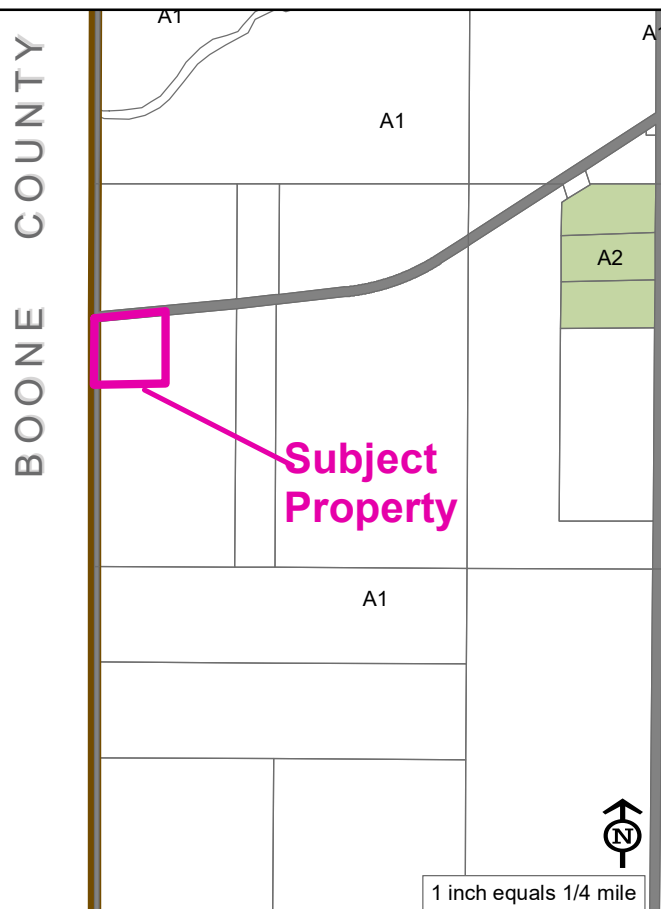 A1
A1
A1
A2
BOONE COUNTY
Subject
Property
A1
N
1 inch equals 1/4 mile